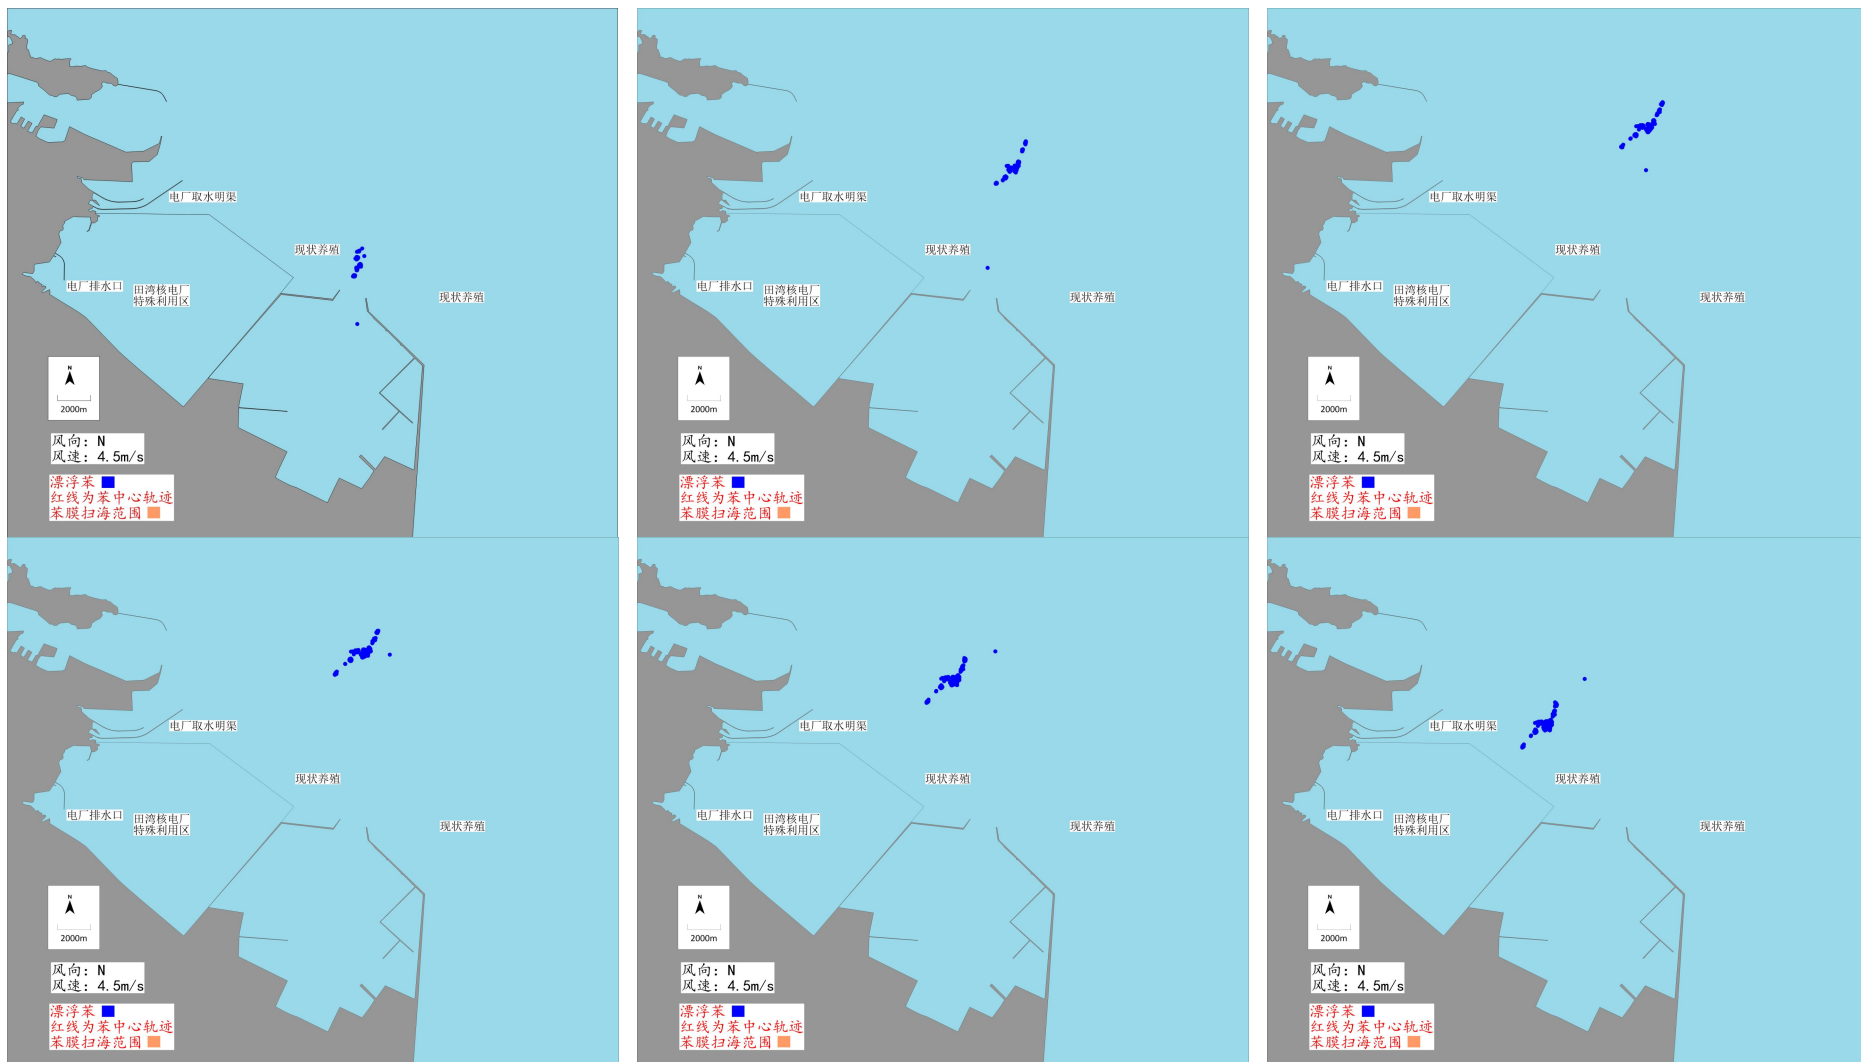 电厂取水明渠
现状养殖
电厂排水口
田湾核电厂
特殊利用区
现状养殖
N
2000m
风向: N
风速: 4.5m/s
漂浮苯
红线为苯中心轨迹
苯膜扫海范围
电厂取水明渠
现状养殖
电厂排水口
田湾核电厂
特殊利用区
现状养殖
N
2000m
风向: N
风速: 4.5m/s
漂浮苯
红线为苯中心轨迹
苯膜扫海范围
电厂取水明渠
现状养殖
电厂排水口
田湾核电厂
特殊利用区
现状养殖
N
2000m
风向: N
风速: 4.5m/s
漂浮苯
红线为苯中心轨迹
苯膜扫海范围
电厂取水明渠
现状养殖
电厂排水口
田湾核电厂
特殊利用区
现状养殖
N
2000m
风向: N
风速: 4.5m/s
漂浮苯
红线为苯中心轨迹
苯膜扫海范围
电厂取水明渠
现状养殖
电厂排水口
田湾核电厂
特殊利用区
现状养殖
N
2000m
风向: N
风速: 4.5m/s
漂浮苯
红线为苯中心轨迹
苯膜扫海范围
电厂取水明渠
现状养殖
电厂排水口
田湾核电厂
特殊利用区
现状养殖
N
2000m
风向: N
风速: 4.5m/s
漂浮苯
红线为苯中心轨迹
苯膜扫海范围